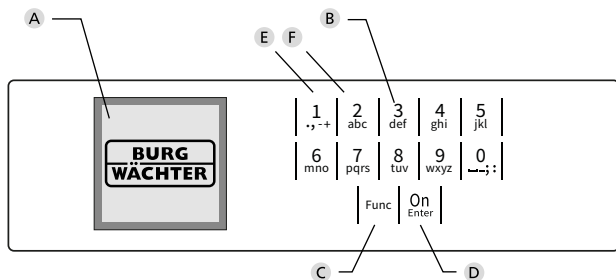 A
B
E F
1 2 3 4 5
.,-+ abc def ghi jkl
BURG
WÄCHTER
6 7 8 9 0
mno pqrs tuv wxyz ⎵–;:
Func On
Enter
C D